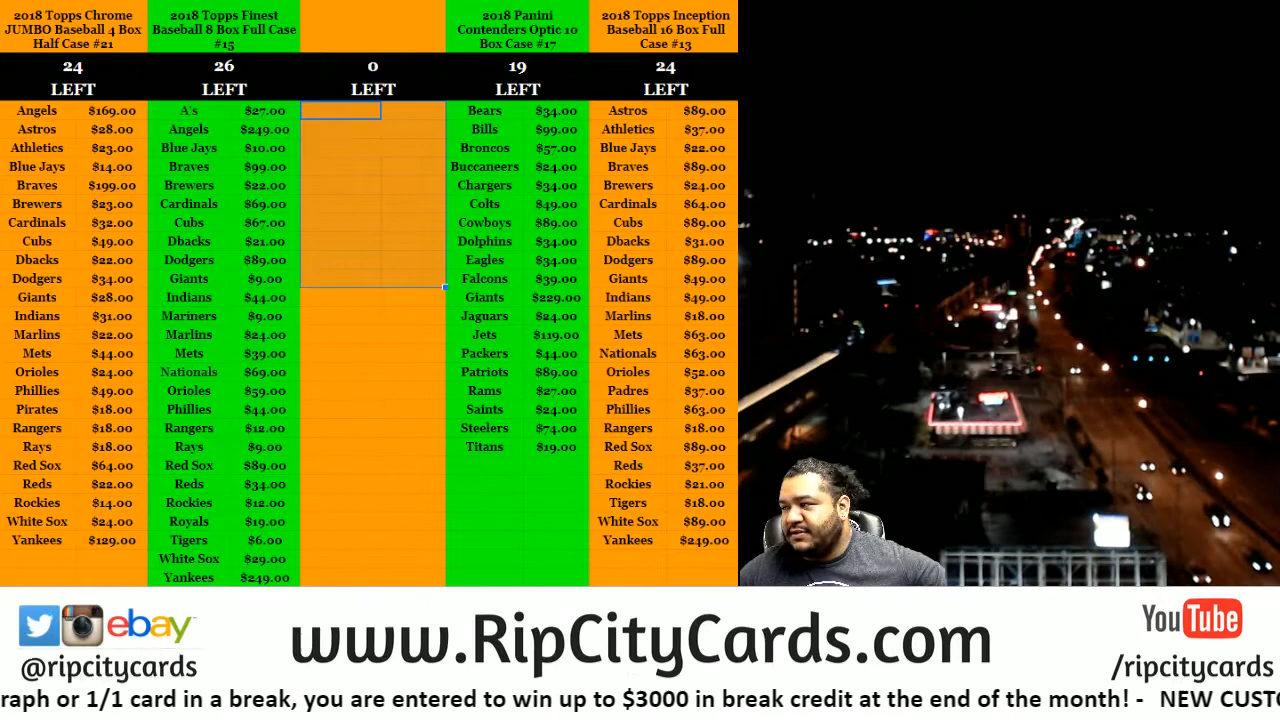 2018 Topps Chrome
JUMBO Baseball 4 Box
Half Case #21
24
LEFT
Angels $169.00
Astros $28.00
Athletics $23.00
Blue Jays $14.00
Braves $199.00
Brewers $23.00
Cardinals $32.00
Cubs $49.00
Dbacks $22.00
Dodgers $34.00
Giants $28.00
Indians $31.00
Marlins $22.00
Mets $44.00
Orioles $24.00
Phillies $49.00
Pirates $18.00
Rangers $18.00
Rays $18.00
Red Sox $64.00
Reds $22.00
Rockies $14.00
White Sox $24.00
Yankees $129.00
2018 Topps Finest
Baseball 8 Box Full Case
#15
26
LEFT
A's $27.00
Angels $249.00
Blue Jays $10.00
Braves $99.00
Brewers $22.00
Cardinals $69.00
Cubs $67.00
Dbacks $21.00
Dodgers $89.00
Giants $9.00
Indians $44.00
Mariners $9.00
Marlins $24.00
Mets $39.00
Nationals $69.00
Orioles $59.00
Phillies $44.00
Rangers $12.00
Rays $9.00
Red Sox $89.00
Reds $34.00
Rockies $12.00
Royals $19.00
Tigers $6.00
White Sox $29.00
Yankees $249.00
0
LEFT
2018 Panini
Contenders Optic 10
Box Case #17
19
LEFT
Bears $34.00
Bills $99.00
Broncos $57.00
Buccaneers $24.00
Chargers $34.00
Colts $49.00
Cowboys $89.00
Dolphins $34.00
Eagles $34.00
Falcons $39.00
Giants $229.00
Jaguars $24.00
Jets $119.00
Packers $44.00
Patriots $89.00
Rams $27.00
Saints $24.00
Steelers $74.00
Titans $19.00
2018 Topps Inception
Baseball 16 Box Full
Case #13
24
LEFT
Astros $89.00
Athletics $37.00
Blue Jays $22.00
Braves $89.00
Brewers $24.00
Cardinals $64.00
Cubs $89.00
Dbacks $31.00
Dodgers $89.00
Giants $49.00
Indians $49.00
Marlins $18.00
Mets $63.00
Nationals $63.00
Orioles $52.00
Padres $37.00
Phillies $63.00
Rangers $18.00
Red Sox $89.00
Reds $37.00
Rockies $21.00
Tigers $18.00
White Sox $89.00
Yankees $249.00
ebay
@ripcitycards
www.RipCityCards.com
YouTube
/ripcitycards
raph or 1/1 card in a break, you are entered to win up to $3000 in break credit at the end of the month! - NEW CUSTO